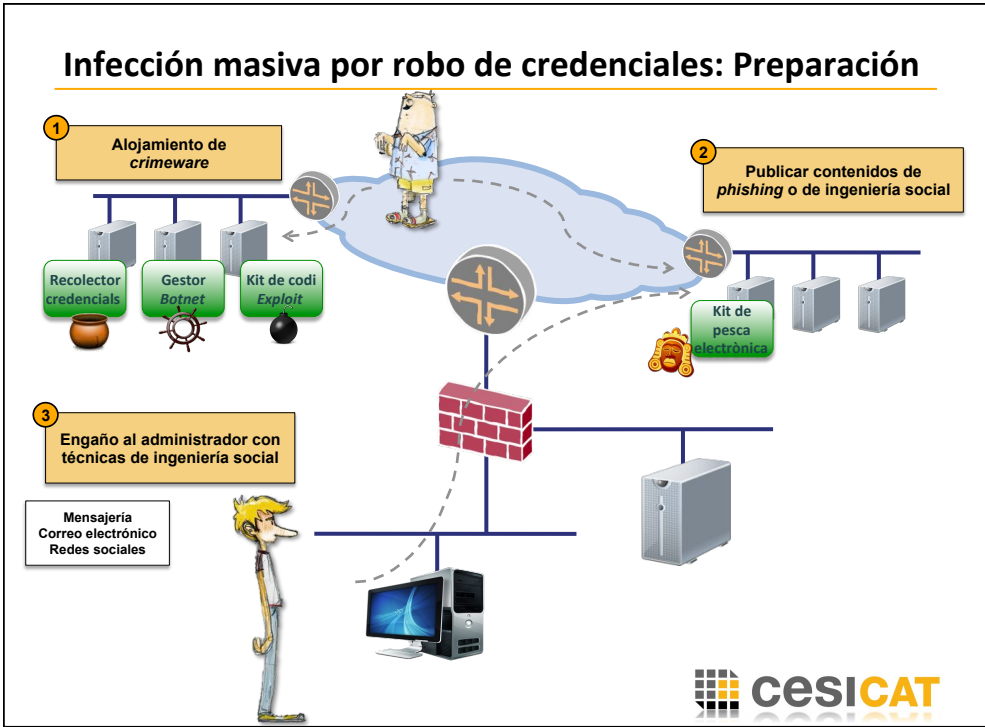 Infección masiva por robo de credenciales: Preparación
1
Alojamiento de
crimeware
2
Publicar contenidos de
phishing o de ingeniería social
Recolector
credencials
Gestor
Botnet
Kit de codi
Exploit
Kit de
pesca
electrònica
3
Engaño al administrador con
técnicas de ingeniería social
Mensajería
Correo electrónico
Redes sociales
cesicat